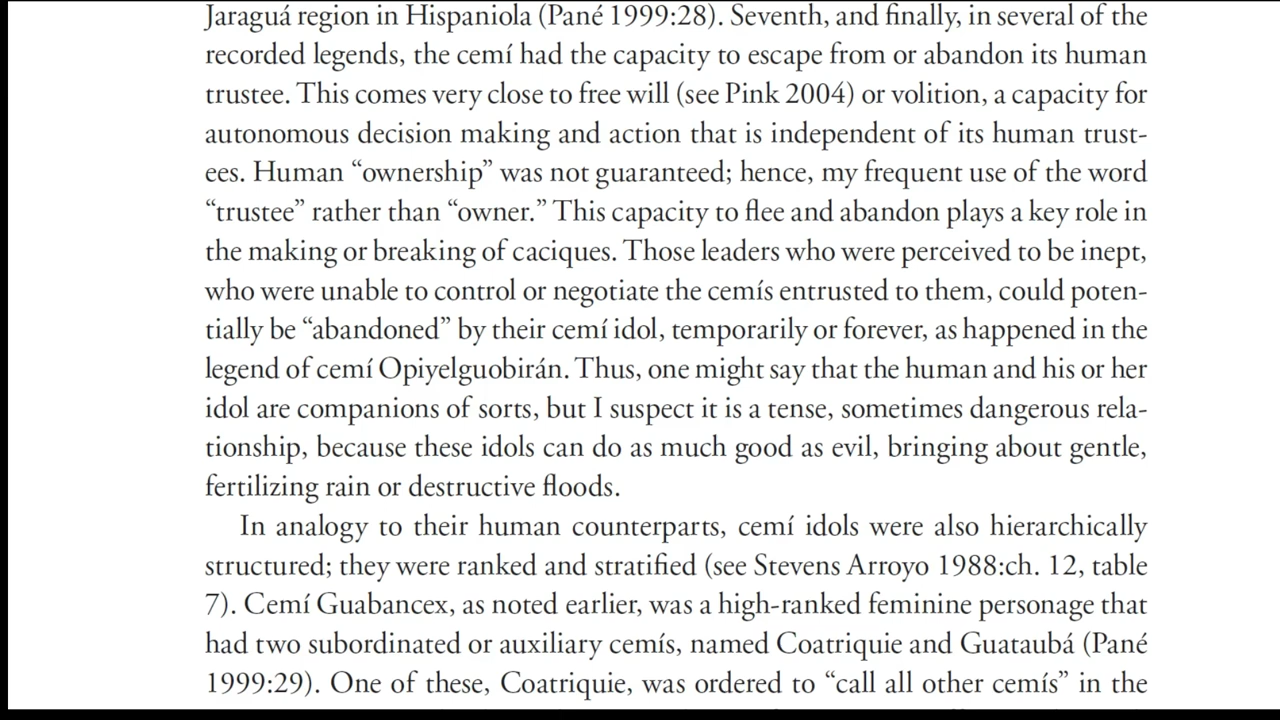 Jaraguá region in Hispaniola (Pané 1999:28). Seventh, and finally, in several of the
recorded legends, the cemí had the capacity to escape from or abandon its human
trustee. This comes very close to free will (see Pink 2004) or volition, a capacity for
autonomous decision making and action that is independent of its human trust-
ees. Human “ownership” was not guaranteed; hence, my frequent use of the word
“trustee” rather than “owner.” This capacity to flee and abandon plays a key role in
the making or breaking of caciques. Those leaders who were perceived to be inept,
who were unable to control or negotiate the cemís entrusted to them, could poten-
tially be “abandoned” by their cemí idol, temporarily or forever, as happened in the
legend of cemí Opiyelguobirán. Thus, one might say that the human and his or her
idol are companions of sorts, but I suspect it is a tense, sometimes dangerous rela-
tionship, because these idols can do as much good as evil, bringing about gentle,
fertilizing rain or destructive floods.
In analogy to their human counterparts, cemí idols were also hierarchically
structured; they were ranked and stratified (see Stevens Arroyo 1988:ch. 12, table
7). Cemí Guabancex, as noted earlier, was a high-ranked feminine personage that
had two subordinated or auxiliary cemís, named Coatriquie and Guataubá (Pané
1999:29). One of these, Coatriquie, was ordered to “call all other cemís” in the